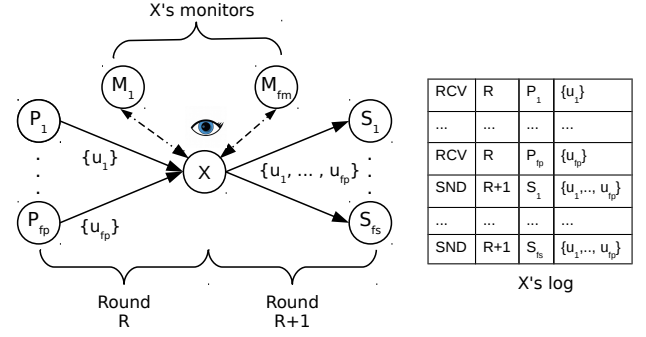 X's monitors
M1
Mfm
P1
{u1}
X
S1
{u1, ... , ufp}
Pfp
{ufp}
Sfs
Round
R
Round
R+1
RCV R P1 {u1}
... ... ... ...
RCV R Pfp {ufp}
SND R+1 S1 {u1,.., ufp}
... ... ... ...
SND R+1 Sfs {u1,.., ufp}
X's log